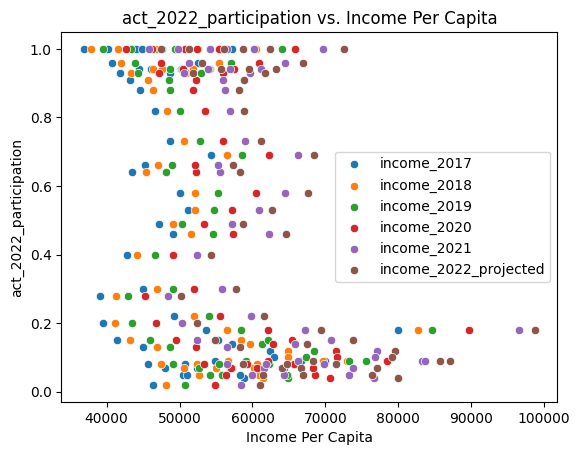 act_2022_participation vs. Income Per Capita
act_2022_participation
1.0
0.8
0.6
0.4
0.2
0.0
income_2017
income_2018
income_2019
income_2020
income_2021
income_2022_projected
40000 50000 60000 70000 80000 90000 100000
Income Per Capita